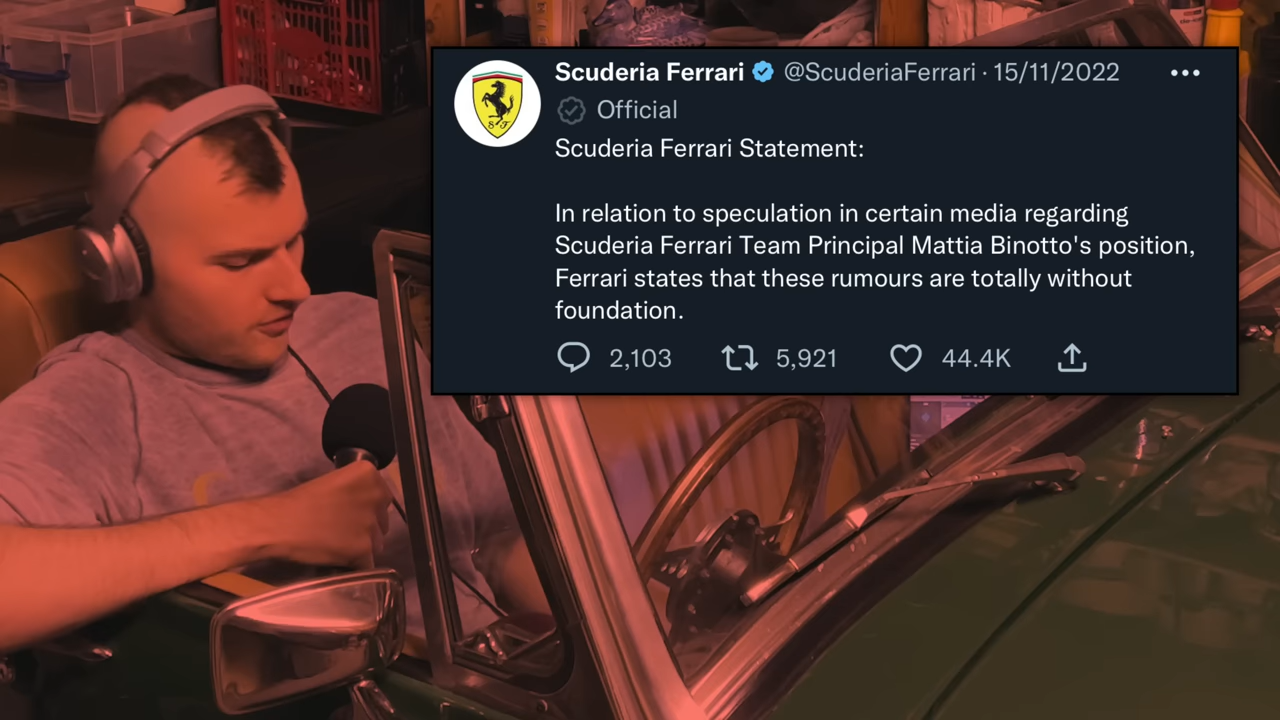 Scuderia Ferrari @ScuderiaFerrari · 15/11/2022
Official
Scuderia Ferrari Statement:
In relation to speculation in certain media regarding
Scuderia Ferrari Team Principal Mattia Binotto's position,
Ferrari states that these rumours are totally without
foundation.
2,103 5,921 44.4K